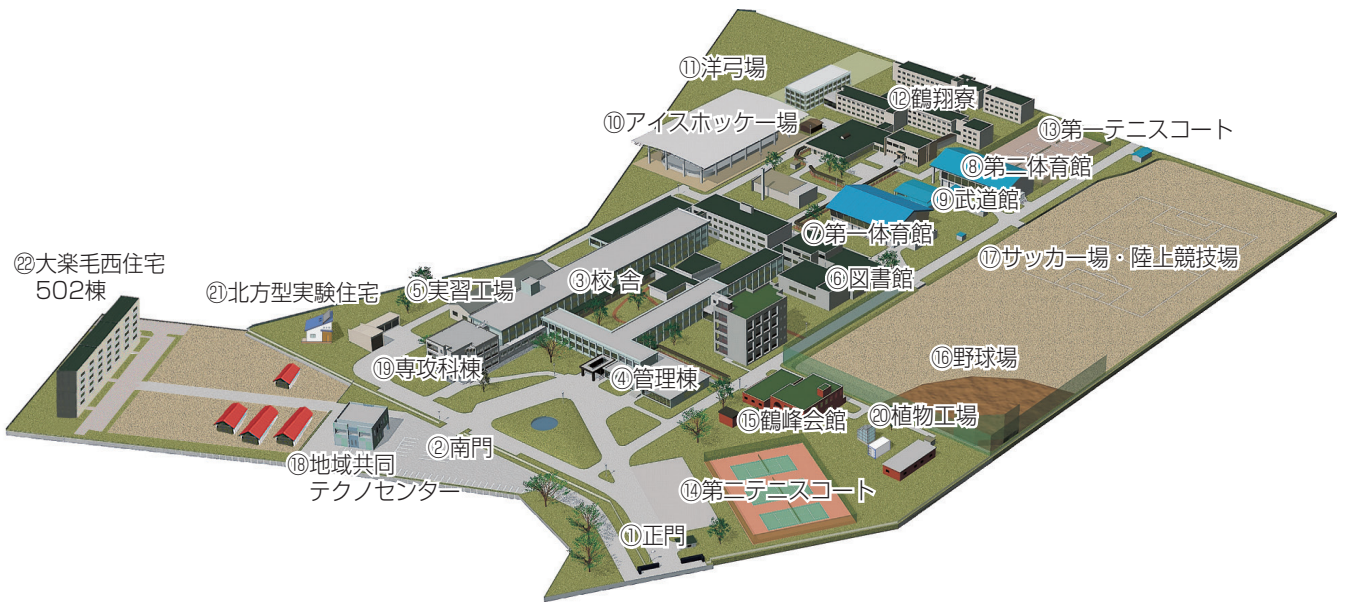 ⑪洋弓場
⑫鶴翔寮
⑩アイスホッケー場
⑬第一テニスコート
⑧第二体育館
⑨武道館
⑦第一体育館
⑰サッカー場・陸上競技場
㉒大楽毛西住宅
502棟
㉑北方型実験住宅
⑤実習工場
③校 舎
⑥図書館
⑯野球場
⑲専攻科棟
④管理棟
⑮鶴峰会館
⑳植物工場
②南門
⑱地域共同
テクノセンター
⑭第二テニスコート
①正門